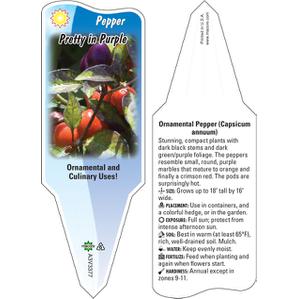 Pepper
Pretty in Purple
Ornamental and
Culinary Uses!
A3V3377
Printed in U.S.A.
Ornamental Pepper (Capsicum
annuum)
Stunning, compact plants with
dark black stems and dark
green/purple foliage. The peppers
resemble small, round, purple
marbles that mature to orange and
finally a crimson red. The pods are
surprisingly hot.
SIZE: Grows up to 18" tall by 16"
wide.
PLACEMENT: Use in containers, and
a colorful hedge, or in the garden.
EXPOSURE: Full sun; protect from
intense afternoon sun.
SOIL: Best in warm (at least 65°F),
rich, well-drained soil. Mulch.
WATER: Keep evenly moist.
FERTILIZE: Feed when planting and
again when flowers start.
HARDINESS: Annual except in
zones 9-11.